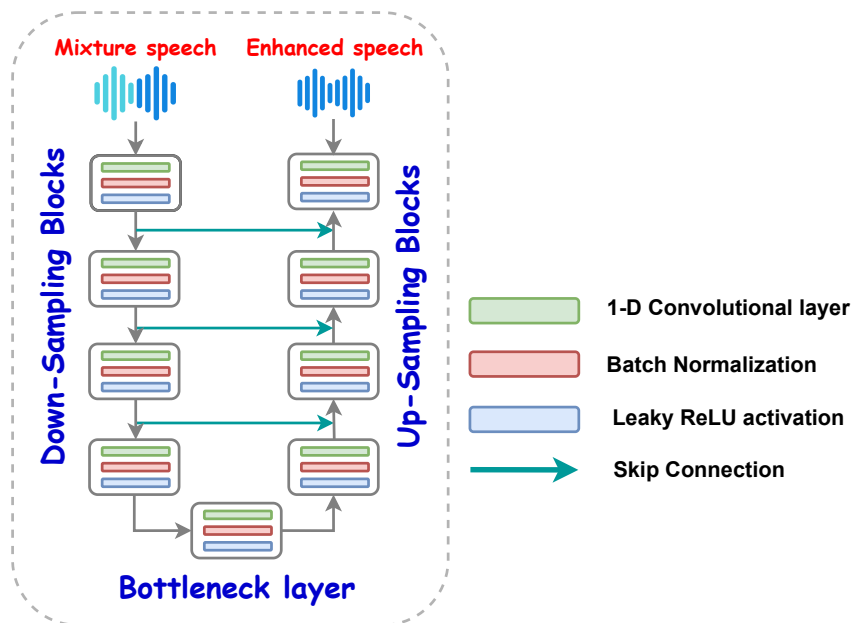 Mixture speech
Enhanced speech
Down-Sampling Blocks
Up-Sampling Blocks
Bottleneck layer
1-D Convolutional layer
Batch Normalization
Leaky ReLU activation
Skip Connection